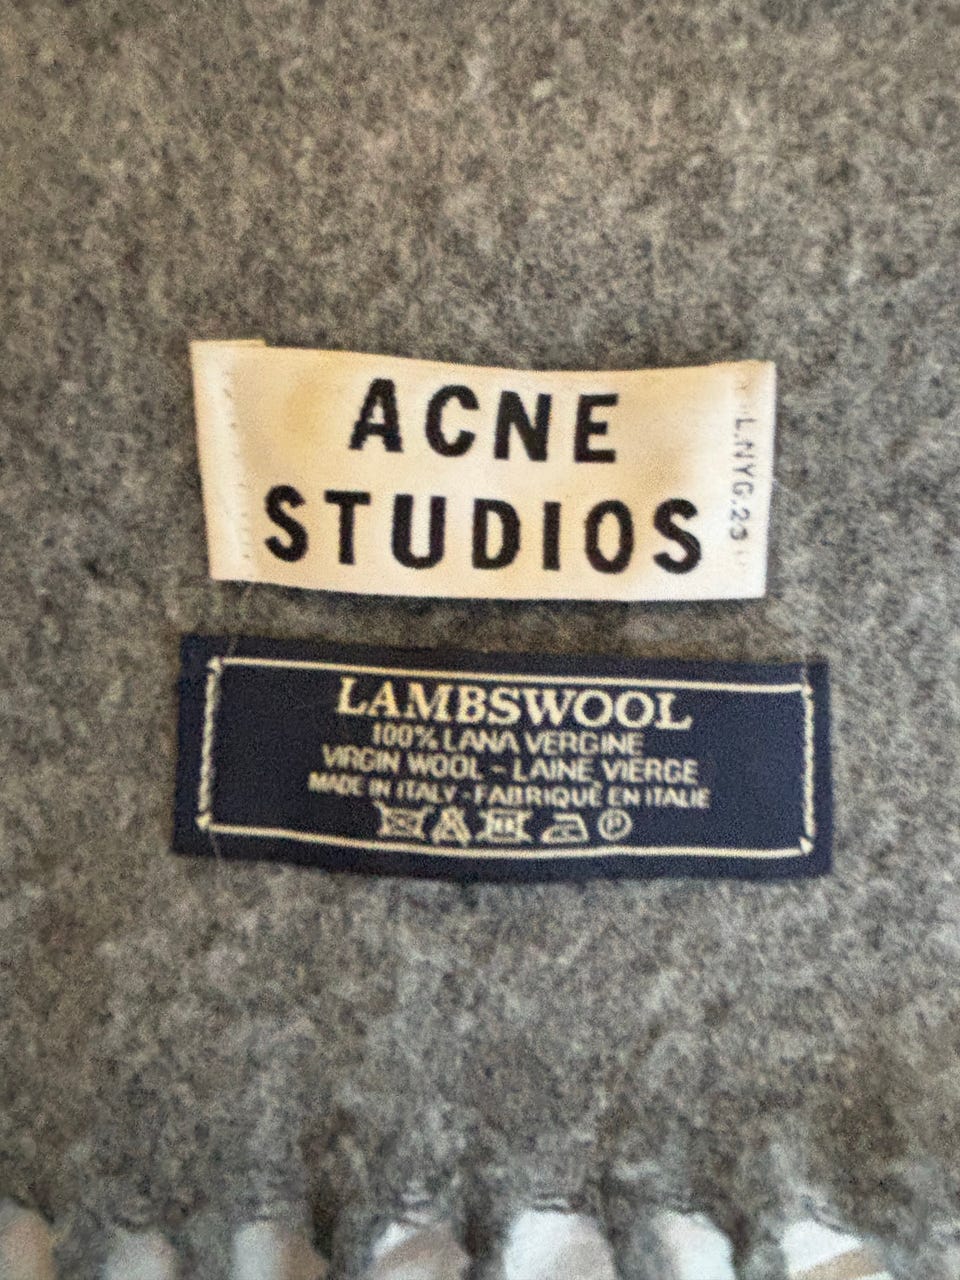 ACNE
STUDIOS
L.NYG.23
LAMBSWOOL
100% LANA VERGINE
VIRGIN WOOL - LAINE VIERGE
MADE IN ITALY - FABRIQUÉ EN ITALIE
P